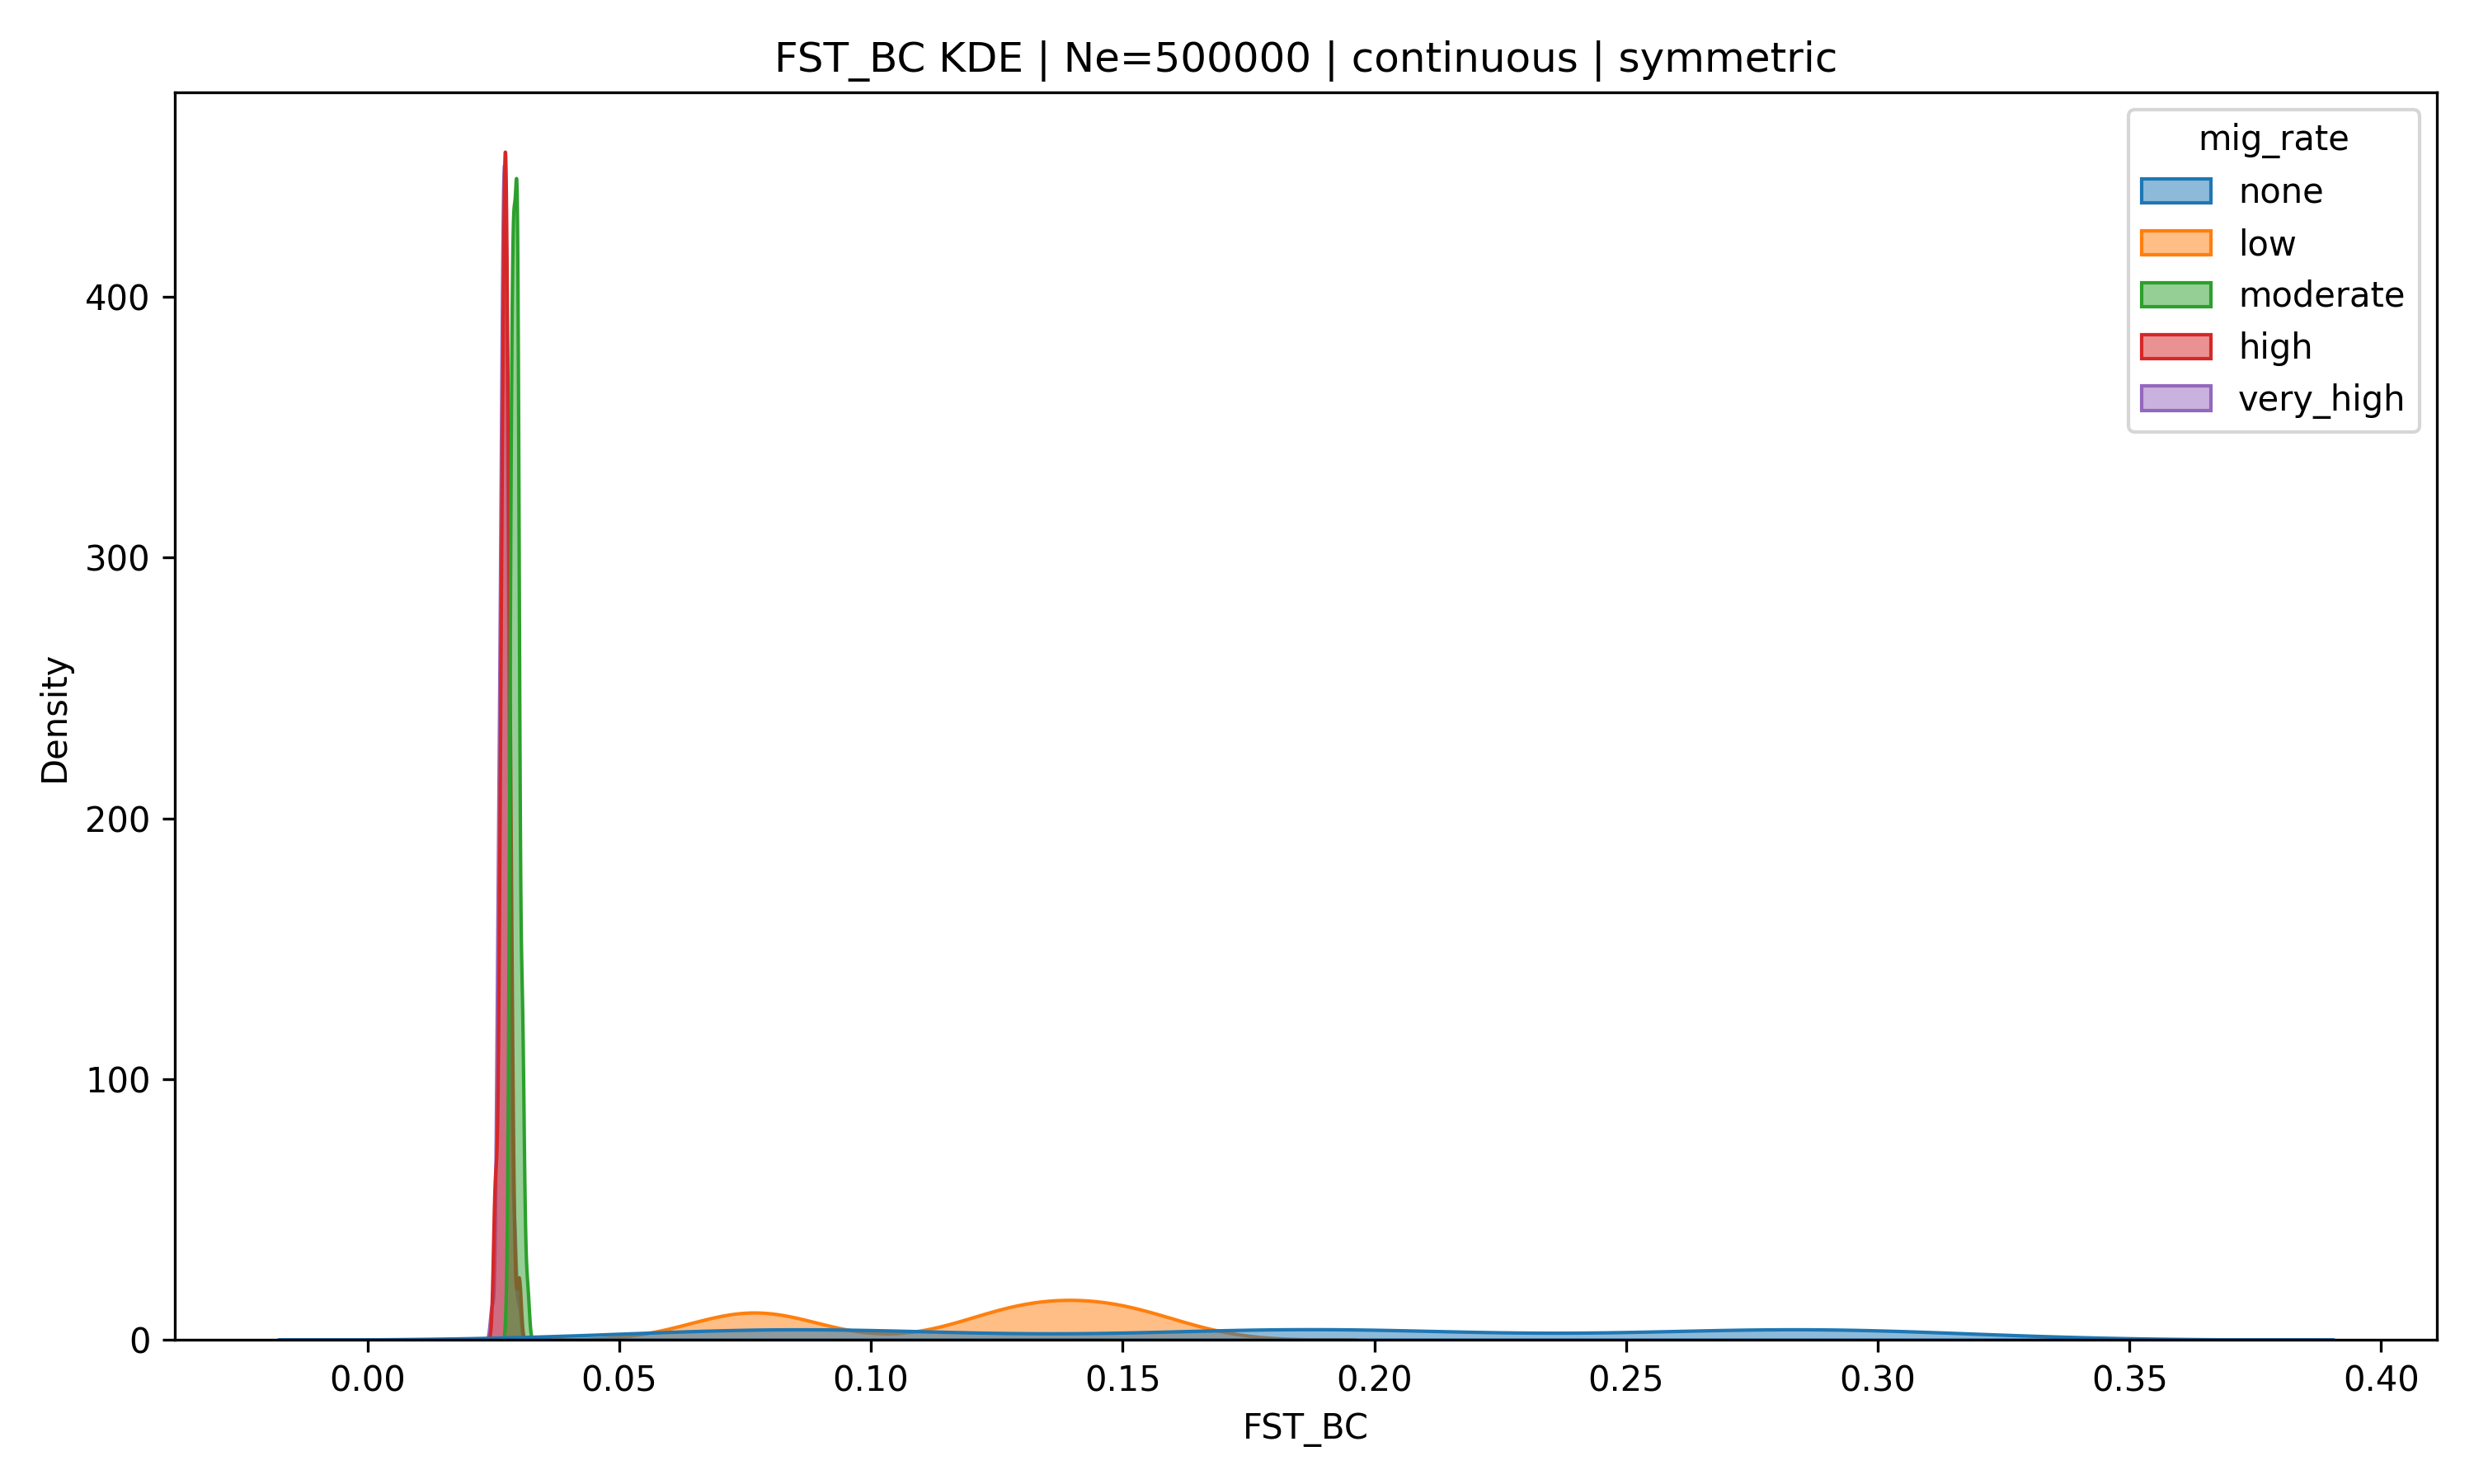 FST_BC KDE | Ne=500000 | continuous | symmetric
mig_rate
none
low
moderate
high
very_high
Density
400
300
200
100
0
0.00 0.05 0.10 0.15 0.20 0.25 0.30 0.35 0.40
FST_BC